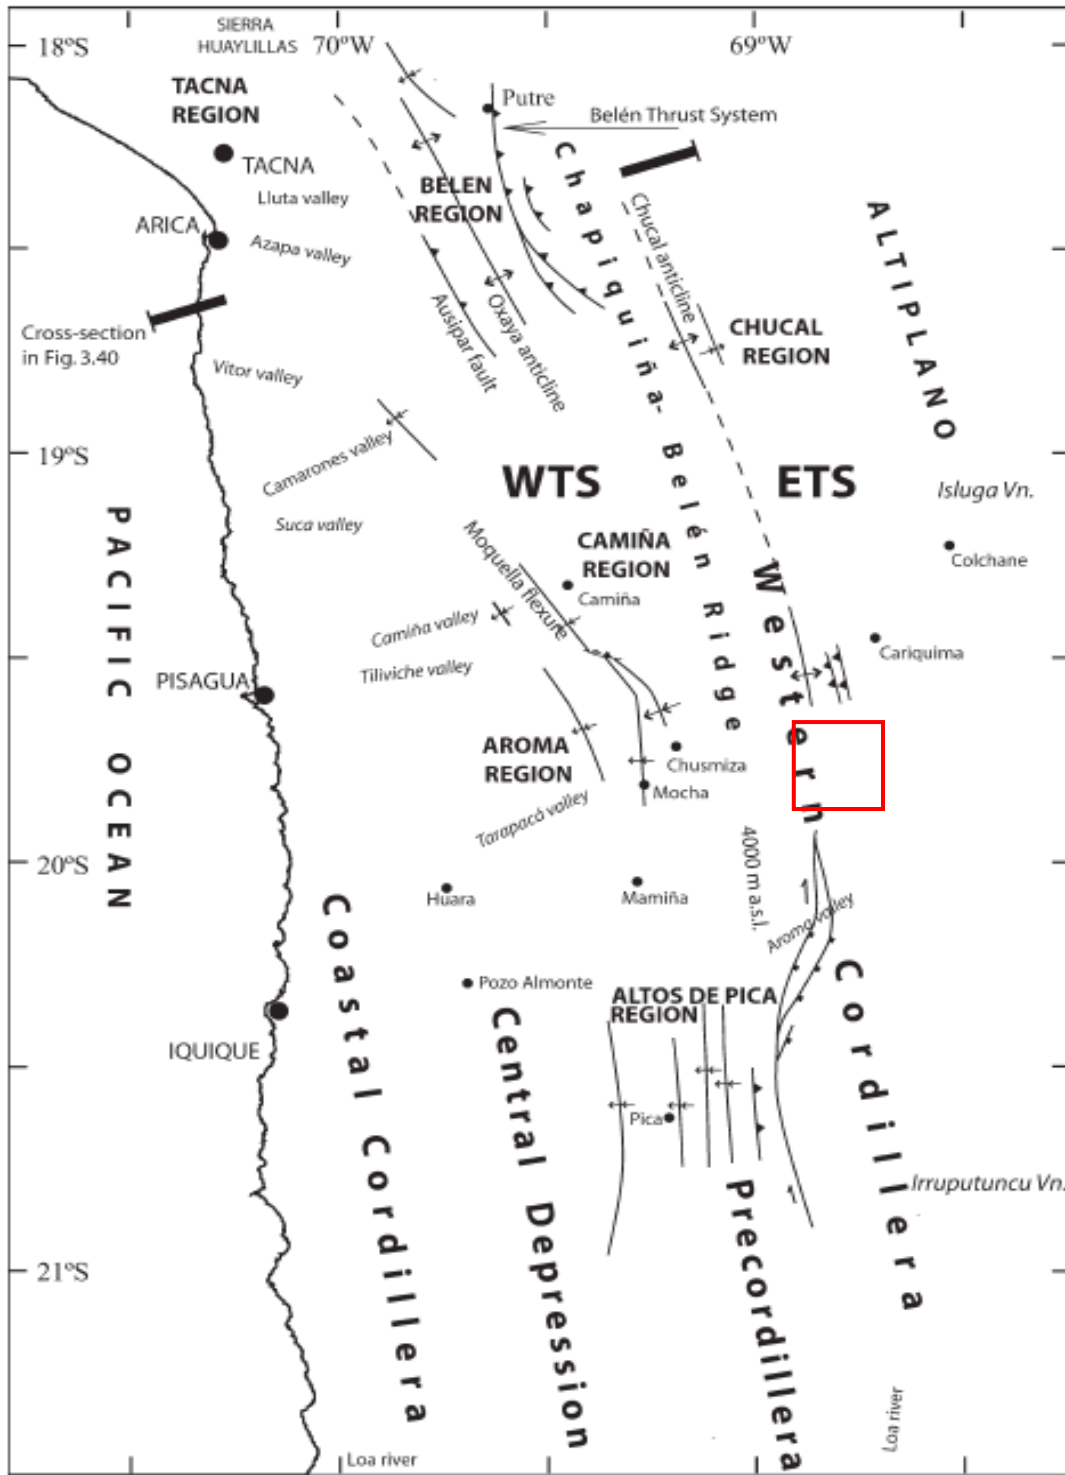 SIERRA
HUAYLILLAS
18ºS
70ºW
69ºW
TACNA
REGION
TACNA
Putre
Belén Thrust System
Lluta valley
BELEN
REGION
ARICA
Azapa valley
Chucal anticline
ALTIPLANO
Cross-section
in Fig. 3.40
Ausipar fault
Oxaya anticline
CHUCAL
REGION
Vitor valley
Chapiquiña-Belén Ridge
19ºS
Camarones valley
WTS
ETS
Isluga Vn.
Suca valley
PACIFIC OCEAN
Moquella flexure
CAMIÑA
REGION
Colchane
Camiña
Camiña valley
Cariquima
Tiliviche valley
PISAGUA
Western Cordillera
AROMA
REGION
Chusmiza
Mocha
Tarapacá valley
20ºS
4000 m a.s.l.
Huara
Mamiña
Aroma valley
Coastal Cordillera
Pozo Almonte
ALTOS DE PICA
REGION
Central Depression
IQUIQUE
Pica
Precordillera
Irruputuncu Vn.
21ºS
Loa river
Loa river